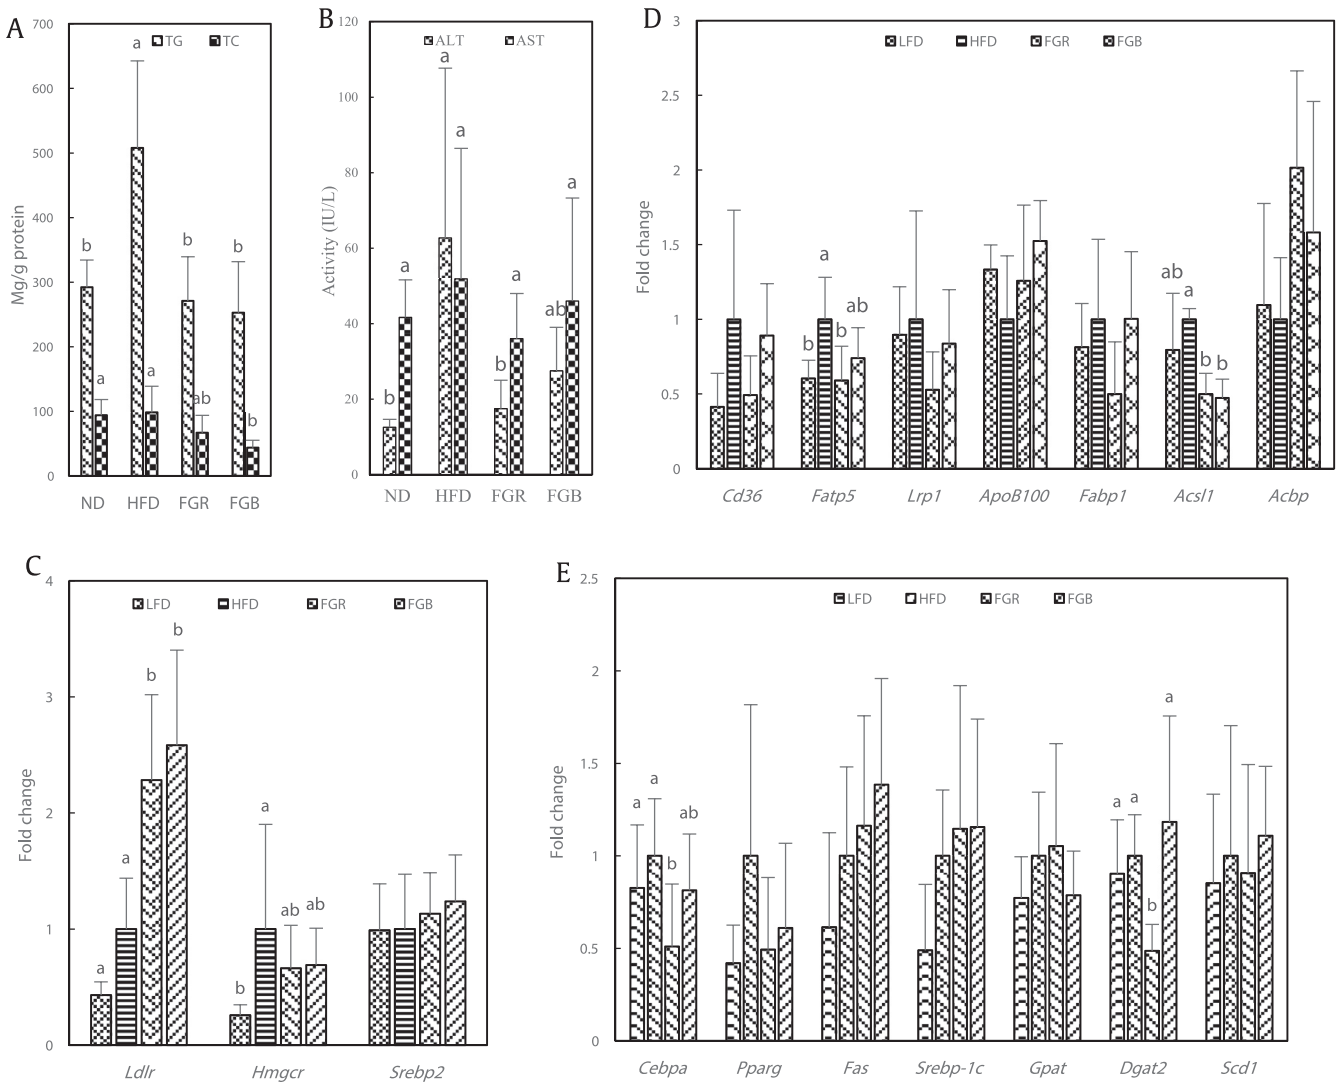 A
700
600
500
400
300
200
100
0
Mg/g protein
TG TC
b a
a a
b ab
b b
ND HFD FGR FGB
B
120
100
80
60
40
20
0
Activity (IU/L)
ALT AST
b a
a a
b a
ab a
ND HFD FGR FGB
D
3
2.5
2
1.5
1
0.5
0
Fold change
LFD HFD FGR FGB
b a b ab
ab a b b
Cd36 Fatp5 Lrp1 ApoB100 Fabp1 Acsl1 Acbp
C
4
3
2
1
0
Fold change
LFD HFD FGR FGB
a a b b
b a ab ab
Ldlr Hmgcr Srebp2
E
2.5
2
1.5
1
0.5
0
Fold change
LFD HFD FGR FGB
a a b ab
a a b a
Cebpa Pparg Fas Srebp-1c Gpat Dgat2 Scd1